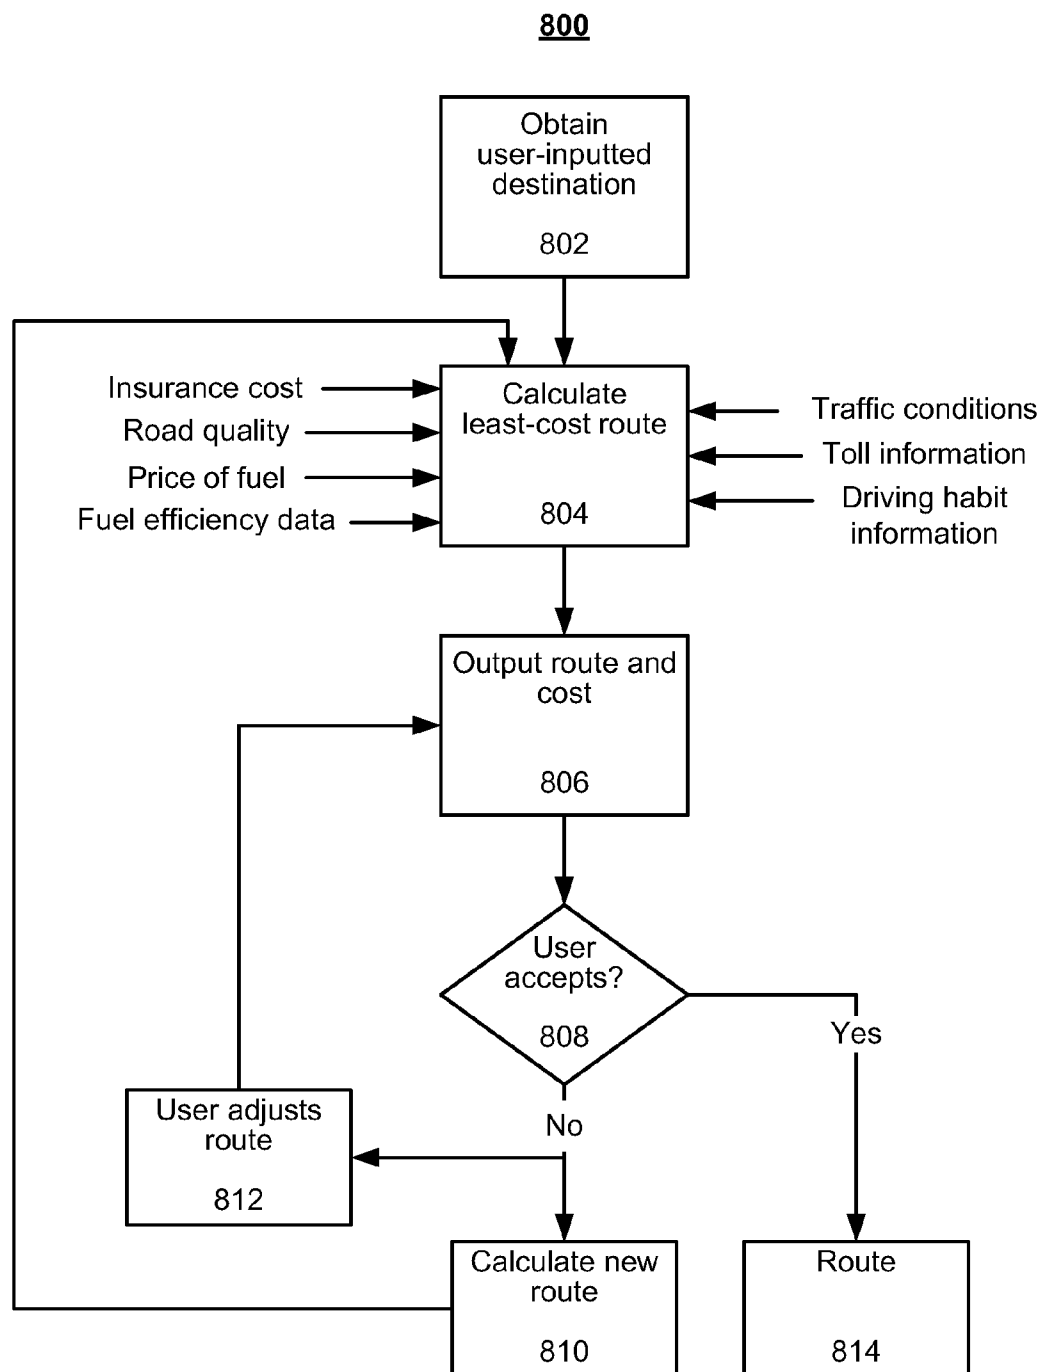 800
Obtain
user-inputted
destination
802
Insurance cost
Road quality
Price of fuel
Fuel efficiency data
Calculate
least-cost route
804
Traffic conditions
Toll information
Driving habit
information
Output route and
cost
806
User
accepts?
808
Yes
No
User adjusts
route
812
Calculate new
route
810
Route
814